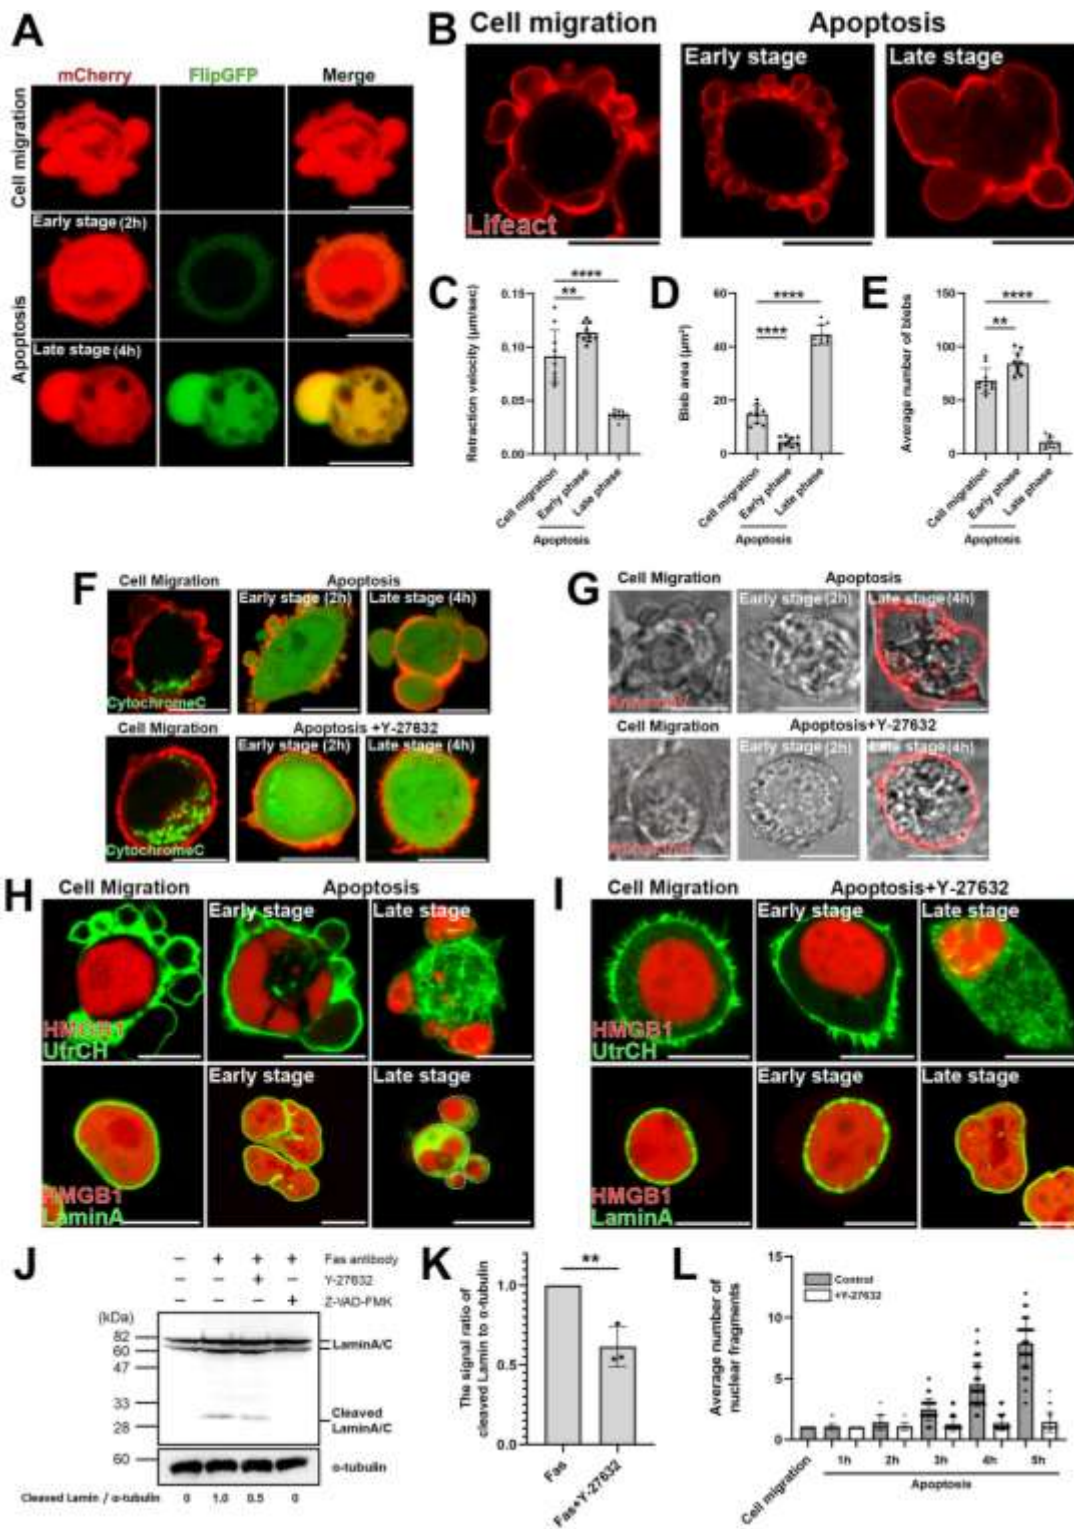 A
mCherry
FlipGFP
Merge
Cell migration
Early stage (2h)
Late stage (4h)
Apoptosis
B
Cell migration
Apoptosis
Early stage
Late stage
Lifeact
C
Retraction velocity (μm/sec)
0.15
0.10
0.05
0.00
****
**
Cell migration
Early phase
Late phase
Apoptosis
D
Bleb area (μm²)
60
40
20
0
****
****
Cell migration
Early phase
Late phase
Apoptosis
E
Average number of blebs
150
100
50
0
****
**
Cell migration
Early phase
Late phase
Apoptosis
F
Cell Migration
Apoptosis
Early stage (2h)
Late stage (4h)
CytochromeC
Cell Migration
Apoptosis +Y-27632
Early stage (2h)
Late stage (4h)
CytochromeC
G
Cell Migration
Apoptosis
Early stage (2h)
Late stage (4h)
Cell Migration
Apoptosis+Y-27632
Early stage (2h)
Late stage (4h)
H
Cell Migration
Apoptosis
Early stage
Late stage
HMGB1
UtrCH
Early stage
Late stage
HMGB1
LaminA
I
Cell Migration
Apoptosis+Y-27632
Early stage
Late stage
HMGB1
UtrCH
Early stage
Late stage
HMGB1
LaminA
J
– + + + Fas antibody
– – + – Y-27632
– – – + Z-VAD-FMK
(kDa)
82
60
47
33
28
60
LaminA/C
Cleaved
LaminA/C
α-tubulin
Cleaved Lamin / α-tubulin 0 1.0 0.5 0
K
The signal ratio of
cleaved Lamin to α-tubulin
1.0
0.5
0.0
**
Fas
Fas+Y-27632
L
Average number of
nuclear fragments
15
10
5
0
Control
+Y-27632
Cell migration
1h
2h
3h
4h
5h
Apoptosis